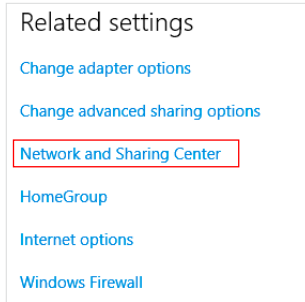 Related settings
Change adapter options
Change advanced sharing options
Network and Sharing Center
HomeGroup
Internet options
Windows Firewall